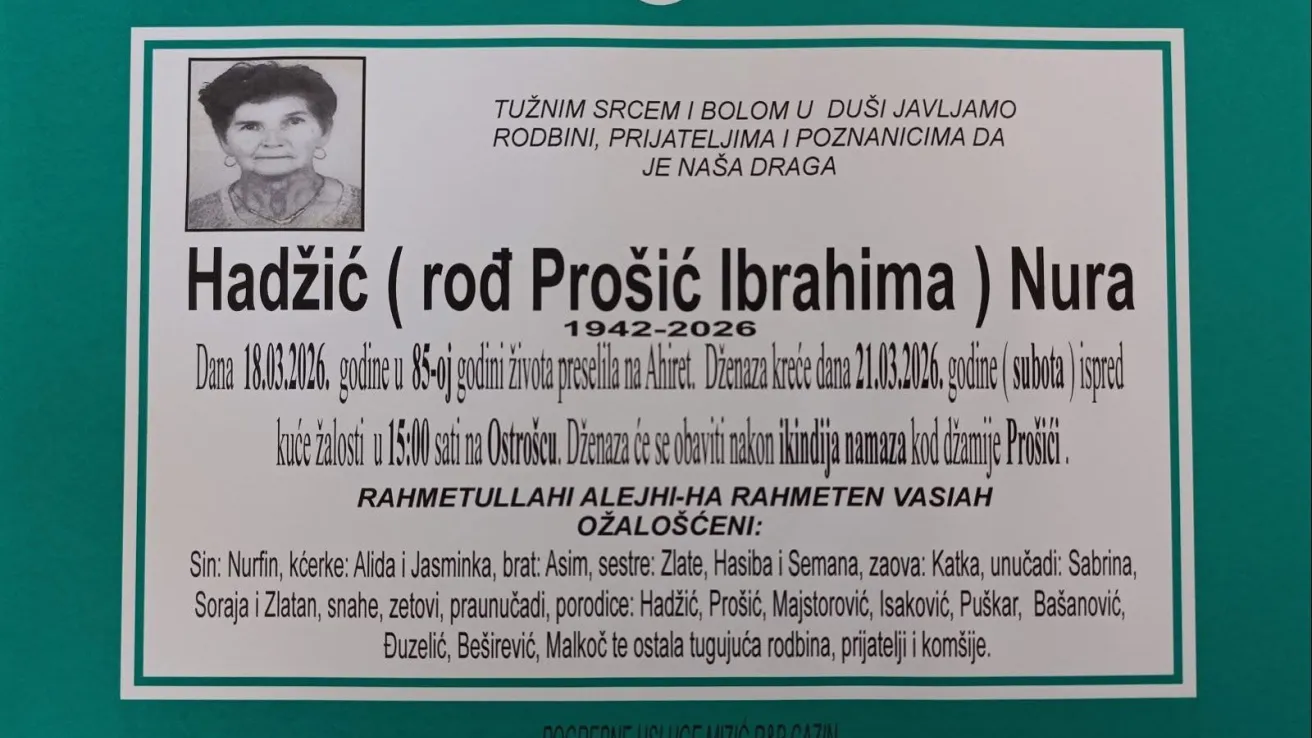 TUŽNIM SRCEM I BOLOM U DUŠI JAVLJAMO
RODBINI, PRIJATELJIMA I POZNANICIMA DA
JE NAŠA DRAGA
Hadžić ( rođ Prošić Ibrahima ) Nura
1942-2026
Dana 18.03.2026. godine u 85-oj godini života preselila na Ahiret. Dženaza kreće dana 21.03.2026. godine ( subota ) ispred
kuće žalosti u 15:00 sati na Ostrošcu. Dženaza će se obaviti nakon ikindija namaza kod džamije Prošići .
RAHMETULLAHI ALEJHI-HA RAHMETEN VASIAH
OŽALOŠĆENI:
Sin: Nurfin, kćerke: Alida i Jasminka, brat: Asim, sestre: Zlate, Hasiba i Semana, zaova: Katka, unučadi: Sabrina,
Soraja i Zlatan, snahe, zetovi, praunučadi, porodice: Hadžić, Prošić, Majstorović, Isaković, Puškar, Bašanović,
Đuzelić, Beširević, Malkoč te ostala tugujuća rodbina, prijatelji i komšije.
POGREBNE USLUGE MIZIĆ R&R CAZIN